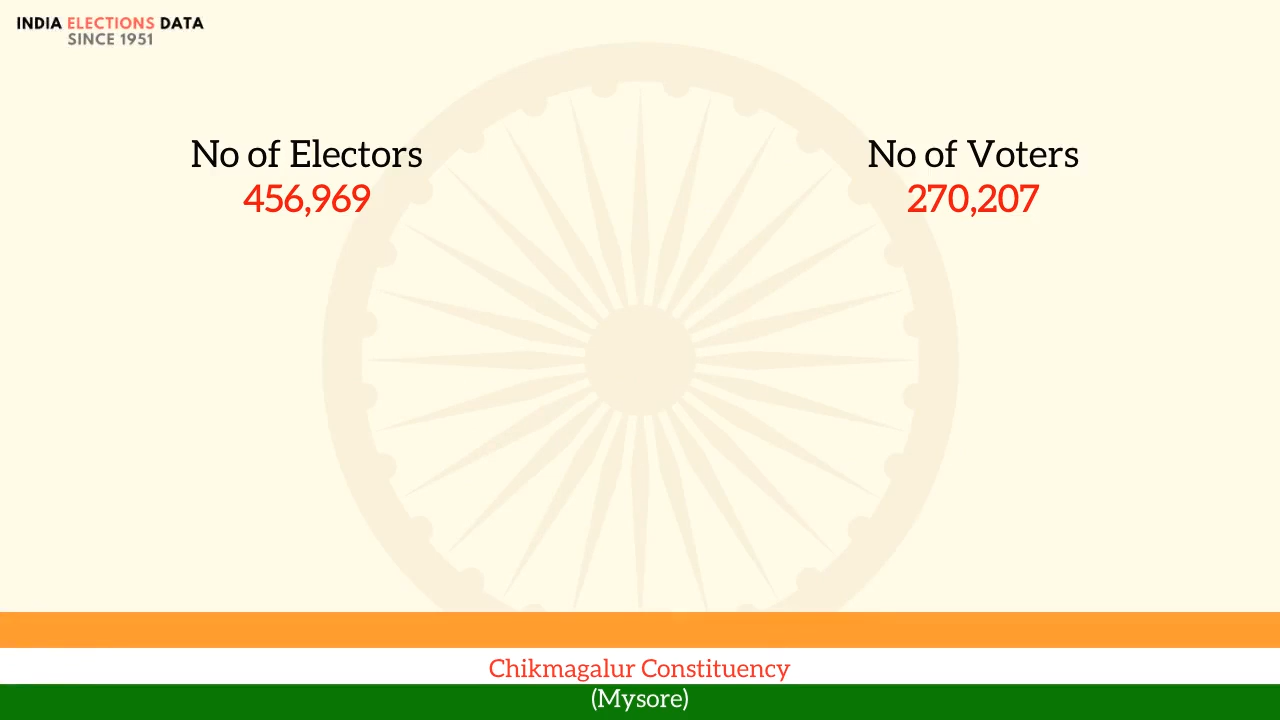 INDIA ELECTIONS DATA
SINCE 1951
No of Electors
456,969
No of Voters
270,207
Chikmagalur Constituency
(Mysore)